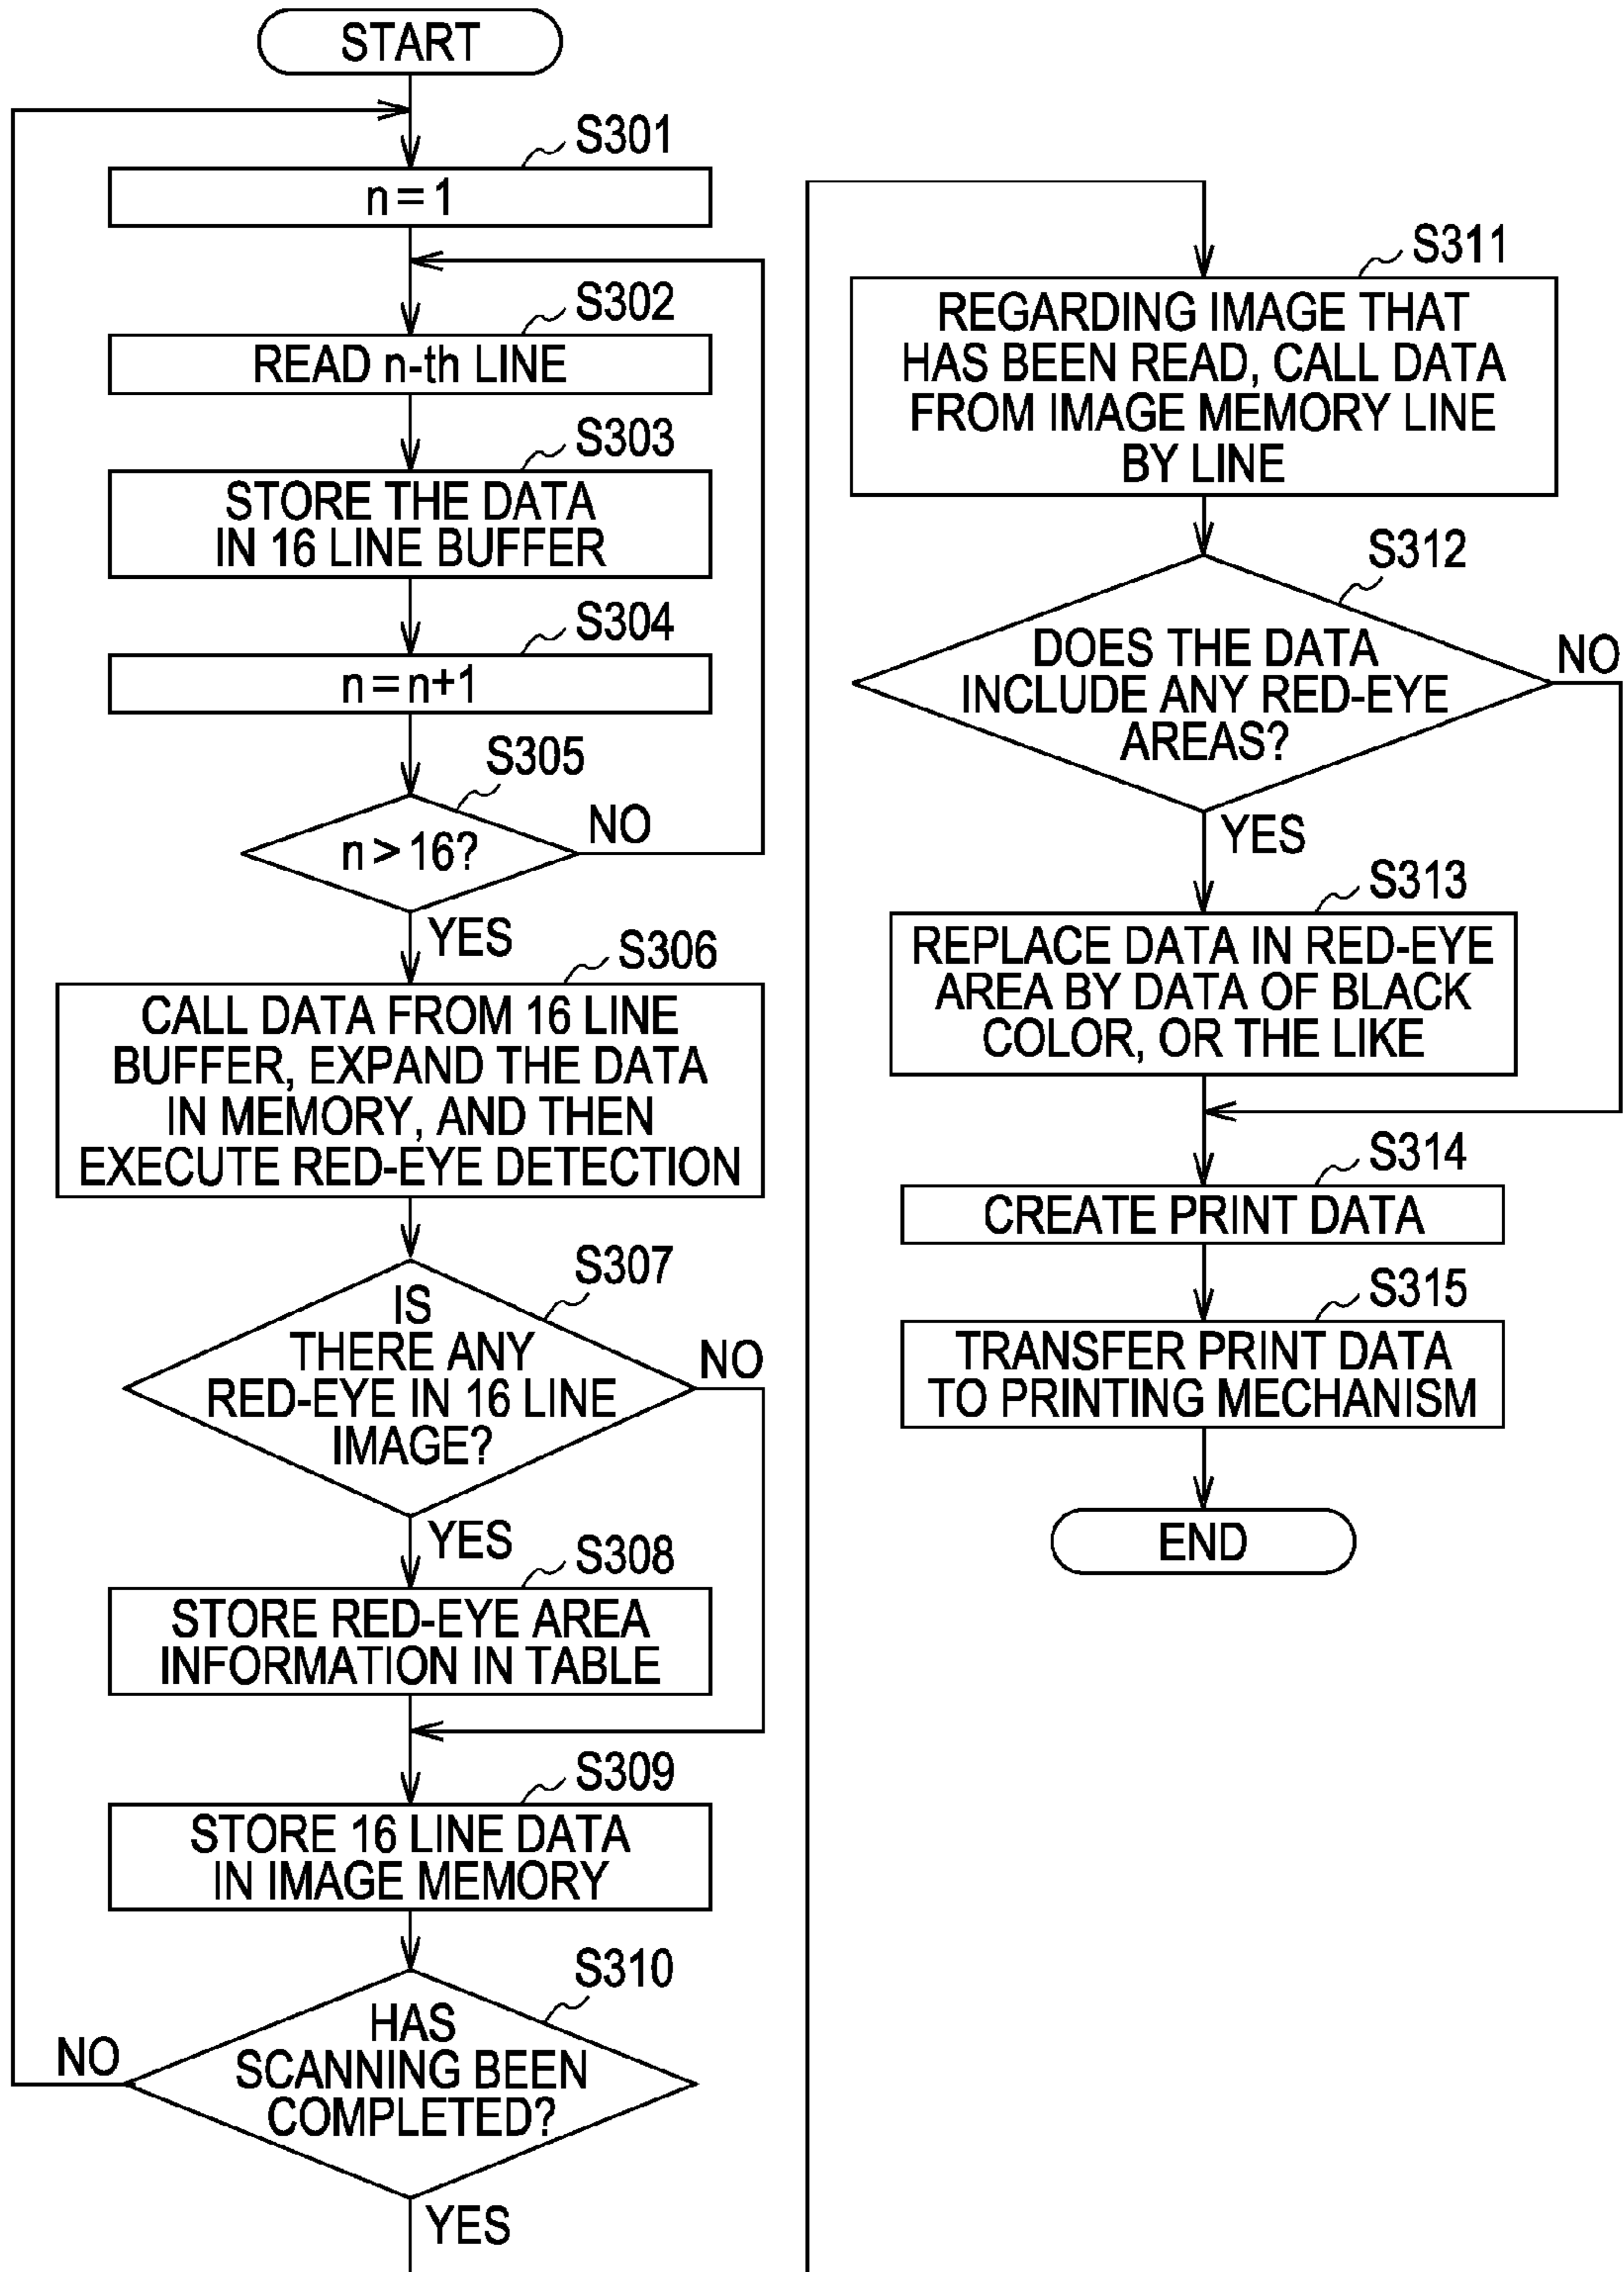 START
S301
n=1
S302
READ n-th LINE
S303
STORE THE DATA
IN 16 LINE BUFFER
S304
n=n+1
S305
n>16?
NO
YES
S306
CALL DATA FROM 16 LINE
BUFFER, EXPAND THE DATA
IN MEMORY, AND THEN
EXECUTE RED-EYE DETECTION
S307
IS
THERE ANY
RED-EYE IN 16 LINE
IMAGE?
NO
YES
S308
STORE RED-EYE AREA
INFORMATION IN TABLE
S309
STORE 16 LINE DATA
IN IMAGE MEMORY
S310
HAS
SCANNING BEEN
COMPLETED?
NO
YES
S311
REGARDING IMAGE THAT
HAS BEEN READ, CALL DATA
FROM IMAGE MEMORY LINE
BY LINE
S312
DOES THE DATA
INCLUDE ANY RED-EYE
AREAS?
NO
YES
S313
REPLACE DATA IN RED-EYE
AREA BY DATA OF BLACK
COLOR, OR THE LIKE
S314
CREATE PRINT DATA
S315
TRANSFER PRINT DATA
TO PRINTING MECHANISM
END